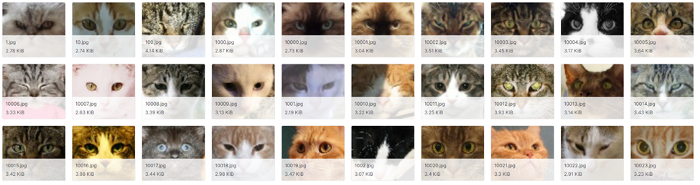 1.jpg
2.78 KiB
10.jpg
2.74 KiB
100.jpg
4.14 KiB
1000.jpg
2.87 KiB
10000.jpg
2.73 KiB
10001.jpg
3.04 KiB
10002.jpg
3.51 KiB
10003.jpg
3.45 KiB
10004.jpg
3.17 KiB
10005.jpg
3.64 KiB
10006.jpg
3.33 KiB
10007.jpg
2.63 KiB
10008.jpg
3.39 KiB
10009.jpg
3.13 KiB
1001.jpg
2.19 KiB
10010.jpg
3.22 KiB
10011.jpg
3.25 KiB
10012.jpg
3.63 KiB
10013.jpg
3.14 KiB
10014.jpg
3.43 KiB
10015.jpg
3.42 KiB
10016.jpg
3.98 KiB
10017.jpg
3.44 KiB
10018.jpg
2.98 KiB
10019.jpg
3.47 KiB
1002.jpg
3.07 KiB
10020.jpg
3.4 KiB
10021.jpg
3.3 KiB
10022.jpg
2.91 KiB
10023.jpg
3.23 KiB